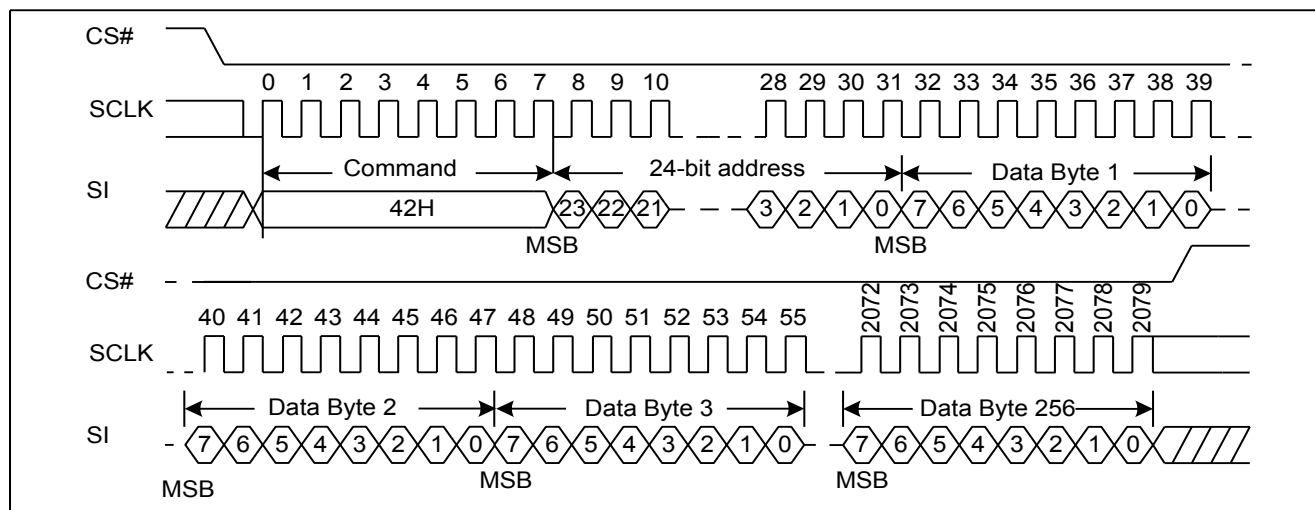 CS#
0 1 2 3 4 5 6 7 8 9 10 28 29 30 31 32 33 34 35 36 37 38 39
SCLK
Command 24-bit address Data Byte 1
SI
42H 23 22 21 3 2 1 0 7 6 5 4 3 2 1 0
MSB MSB
CS#
40 41 42 43 44 45 46 47 48 49 50 51 52 53 54 55 2072 2073 2074 2075 2076 2077 2078 2079
SCLK
Data Byte 2 Data Byte 3 Data Byte 256
SI
7 6 5 4 3 2 1 0 7 6 5 4 3 2 1 0 7 6 5 4 3 2 1 0
MSB MSB MSB